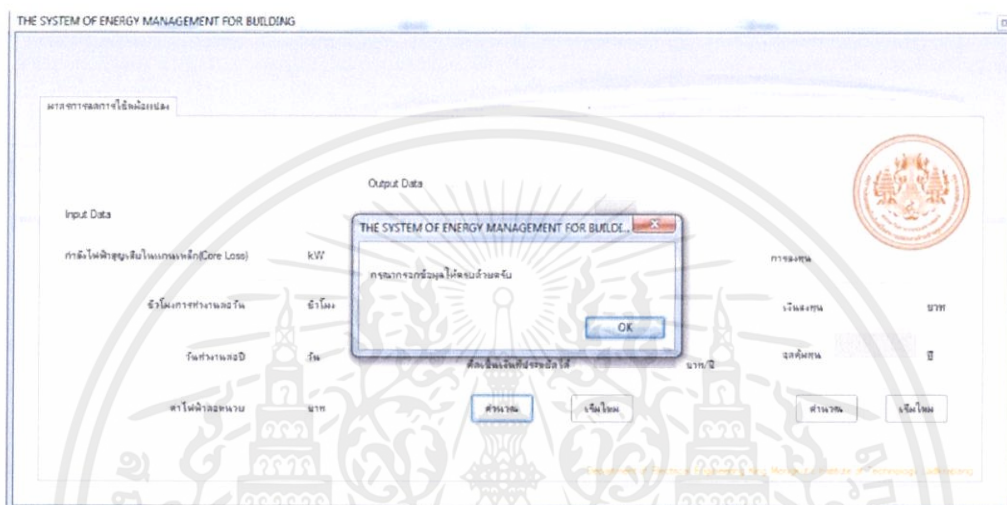 THE SYSTEM OF ENERGY MANAGEMENT FOR BUILDING
มาตรการลดการใช้หม้อแปลง
Output Data
Input Data
THE SYSTEM OF ENERGY MANAGEMENT FOR BUILDI...
กรุณากรอกข้อมูลให้ครบด้วยครับ
OK
กำลังไฟฟ้าสูญเสียในแกนเหล็ก(Core Loss) kW
การลงทุน
ชั่วโมงการทำงานต่อวัน ชั่วโมง
เงินลงทุน บาท
วันทำงานต่อปี วัน
คิดเป็นเงินที่ประหยัดได้ บาท/ปี
จุดคุ้มทุน ปี
ค่าไฟฟ้าต่อหน่วย บาท
คำนวณ เริ่มใหม่
คำนวณ เริ่มใหม่